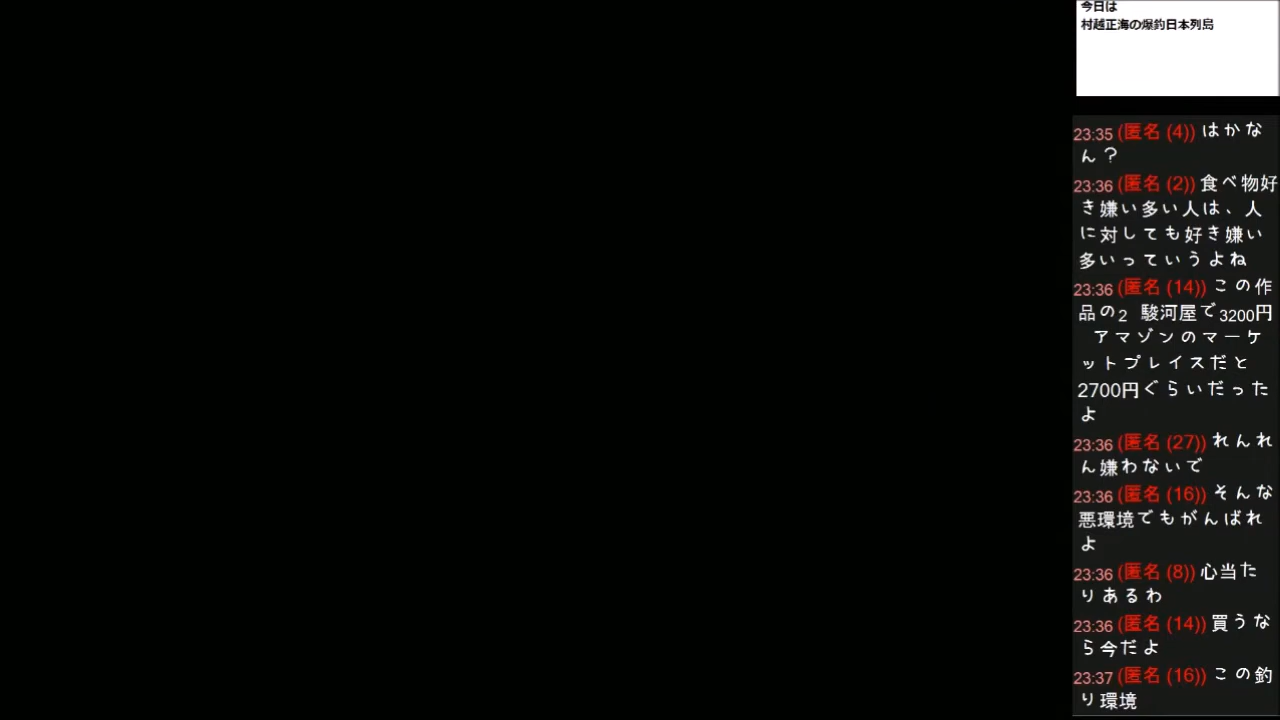 今日は
村越正海の爆釣日本列島
23:35 (匿名 (4)) はかな
ん？
23:36 (匿名 (2)) 食べ物好
き嫌い多い人は、人
に対しても好き嫌い
多いっていうよね
23:36 (匿名 (14)) この作
品の2 駿河屋で3200円
アマゾンのマーケ
ットプレイスだと
2700円ぐらいだった
よ
23:36 (匿名 (27)) れんれ
ん嫌わないで
23:36 (匿名 (16)) そんな
悪環境でもがんばれ
よ
23:36 (匿名 (8)) 心当た
りあるわ
23:36 (匿名 (14)) 買うな
ら今だよ
23:37 (匿名 (16)) この釣
り環境